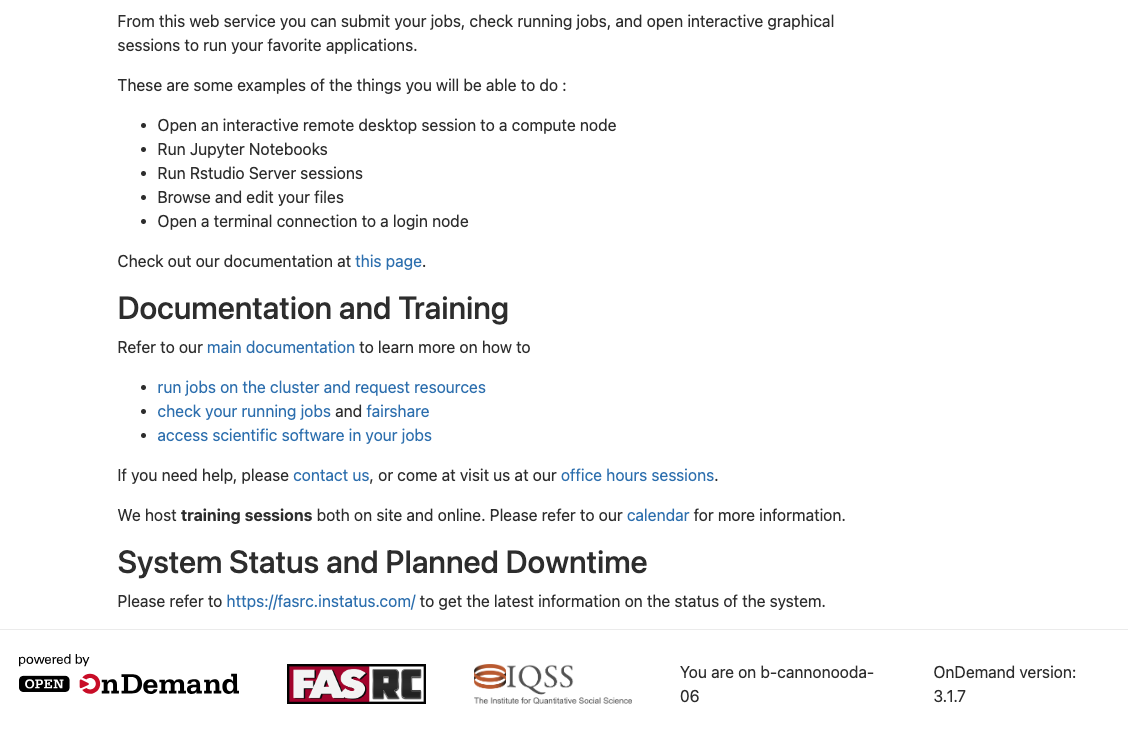 From this web service you can submit your jobs, check running jobs, and open interactive graphical
sessions to run your favorite applications.
These are some examples of the things you will be able to do :
Open an interactive remote desktop session to a compute node
Run Jupyter Notebooks
Run Rstudio Server sessions
Browse and edit your files
Open a terminal connection to a login node
Check out our documentation at this page.
Documentation and Training
Refer to our main documentation to learn more on how to
run jobs on the cluster and request resources
check your running jobs and fairshare
access scientific software in your jobs
If you need help, please contact us, or come at visit us at our office hours sessions.
We host training sessions both on site and online. Please refer to our calendar for more information.
System Status and Planned Downtime
Please refer to https://fasrc.instatus.com/ to get the latest information on the status of the system.
powered by
OPEN OnDemand
FASRC
IQSS
The Institute for Quantitative Social Science
You are on b-cannonooda-
06
OnDemand version:
3.1.7